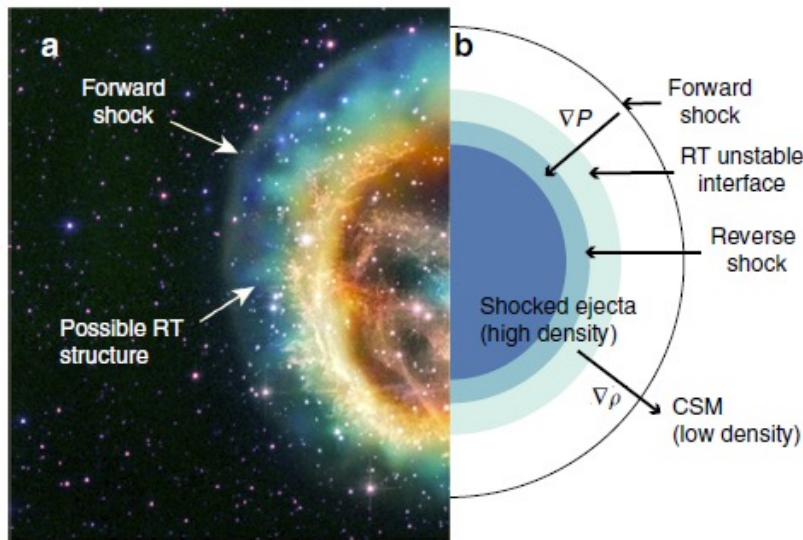 a
Forward
shock
Possible RT
structure
b
∇P
Forward
shock
RT unstable
interface
Reverse
shock
Shocked ejecta
(high density)
∇ρ
CSM
(low density)